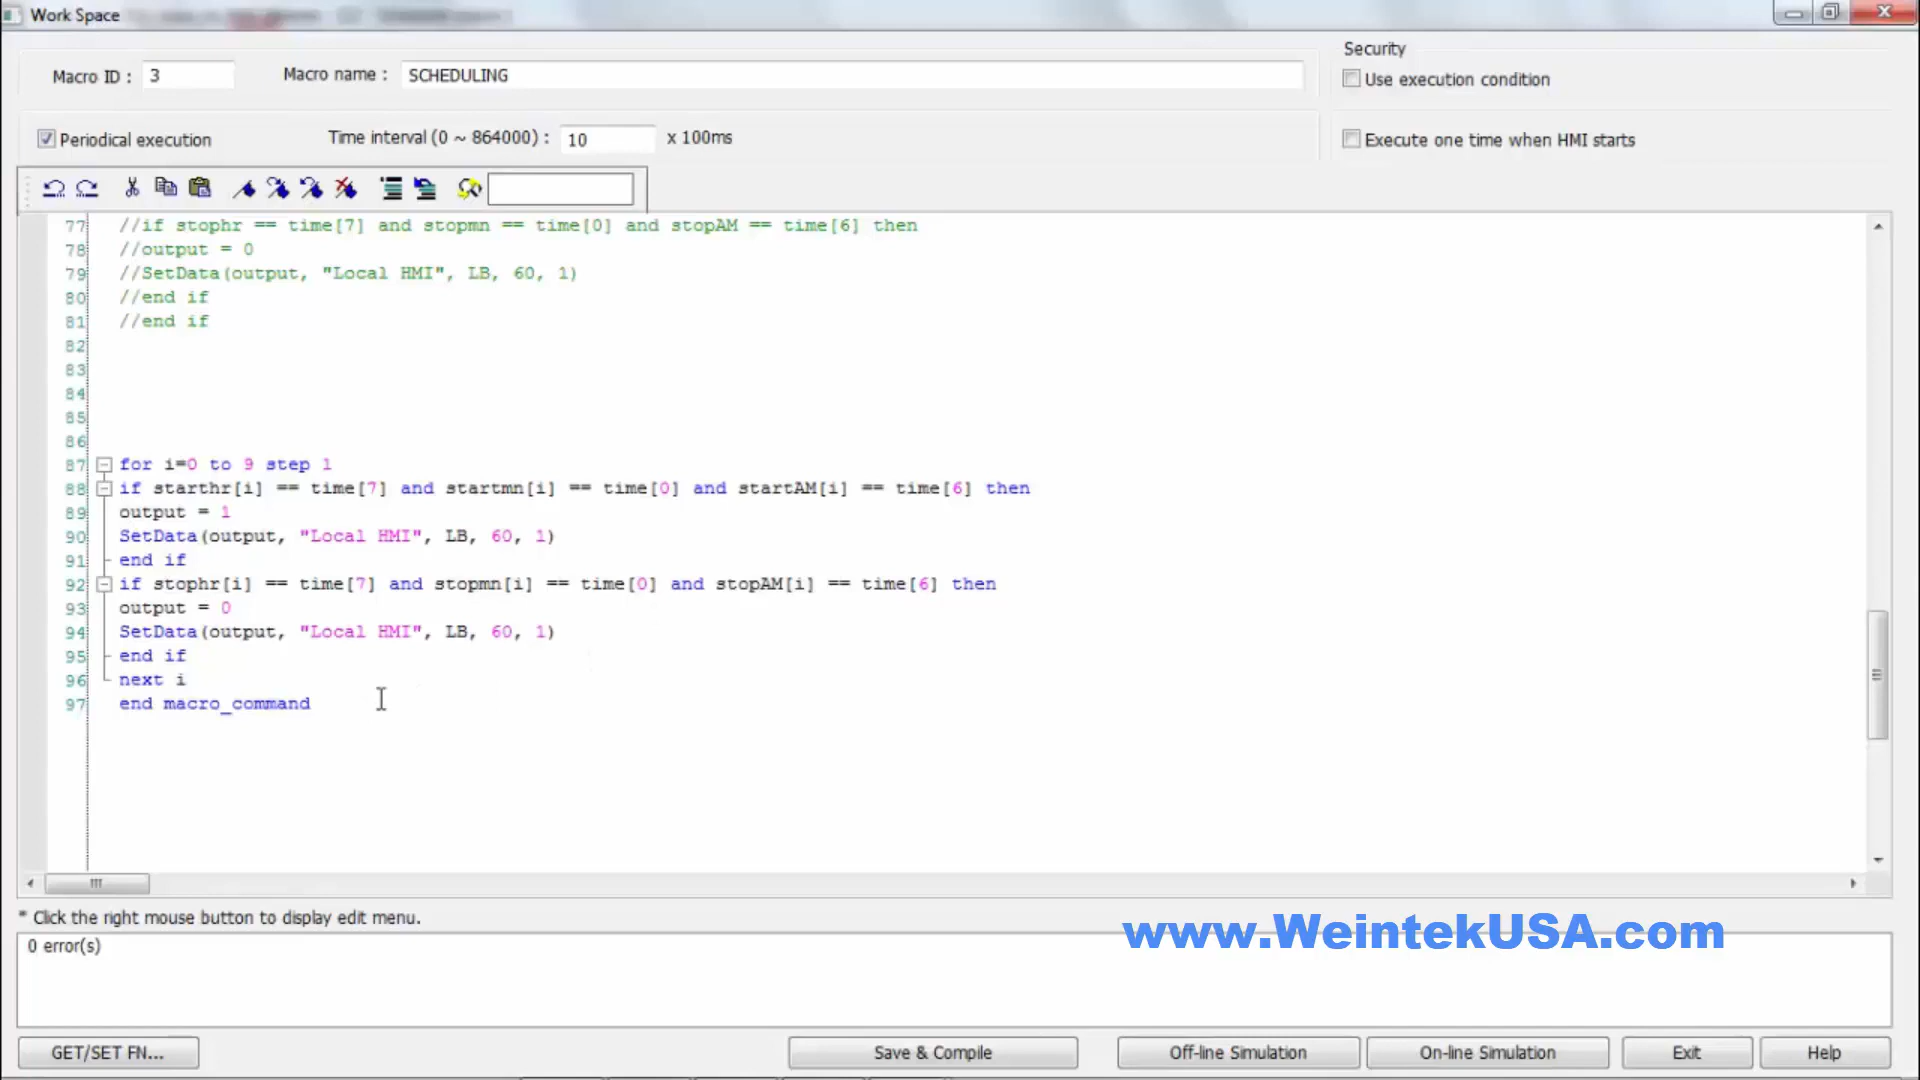 Work Space
Security
Macro ID : 3 Macro name : SCHEDULING
Use execution condition
Periodical execution Time interval (0 ~ 864000) : 10 x 100ms
Execute one time when HMI starts
77 //if stophr == time[7] and stopmn == time[0] and stopAM == time[6] then
78 //output = 0
79 //SetData(output, "Local HMI", LB, 60, 1)
80 //end if
81 //end if
82
83
84
85
86
87 for i=0 to 9 step 1
88 if starthr[i] == time[7] and startmn[i] == time[0] and startAM[i] == time[6] then
89 output = 1
90 SetData(output, "Local HMI", LB, 60, 1)
91 end if
92 if stophr[i] == time[7] and stopmn[i] == time[0] and stopAM[i] == time[6] then
93 output = 0
94 SetData(output, "Local HMI", LB, 60, 1)
95 end if
96 next i
97 end macro_command
* Click the right mouse button to display edit menu.
www.WeintekUSA.com
0 error(s)
GET/SET FN... Save & Compile Off-line Simulation On-line Simulation Exit Help